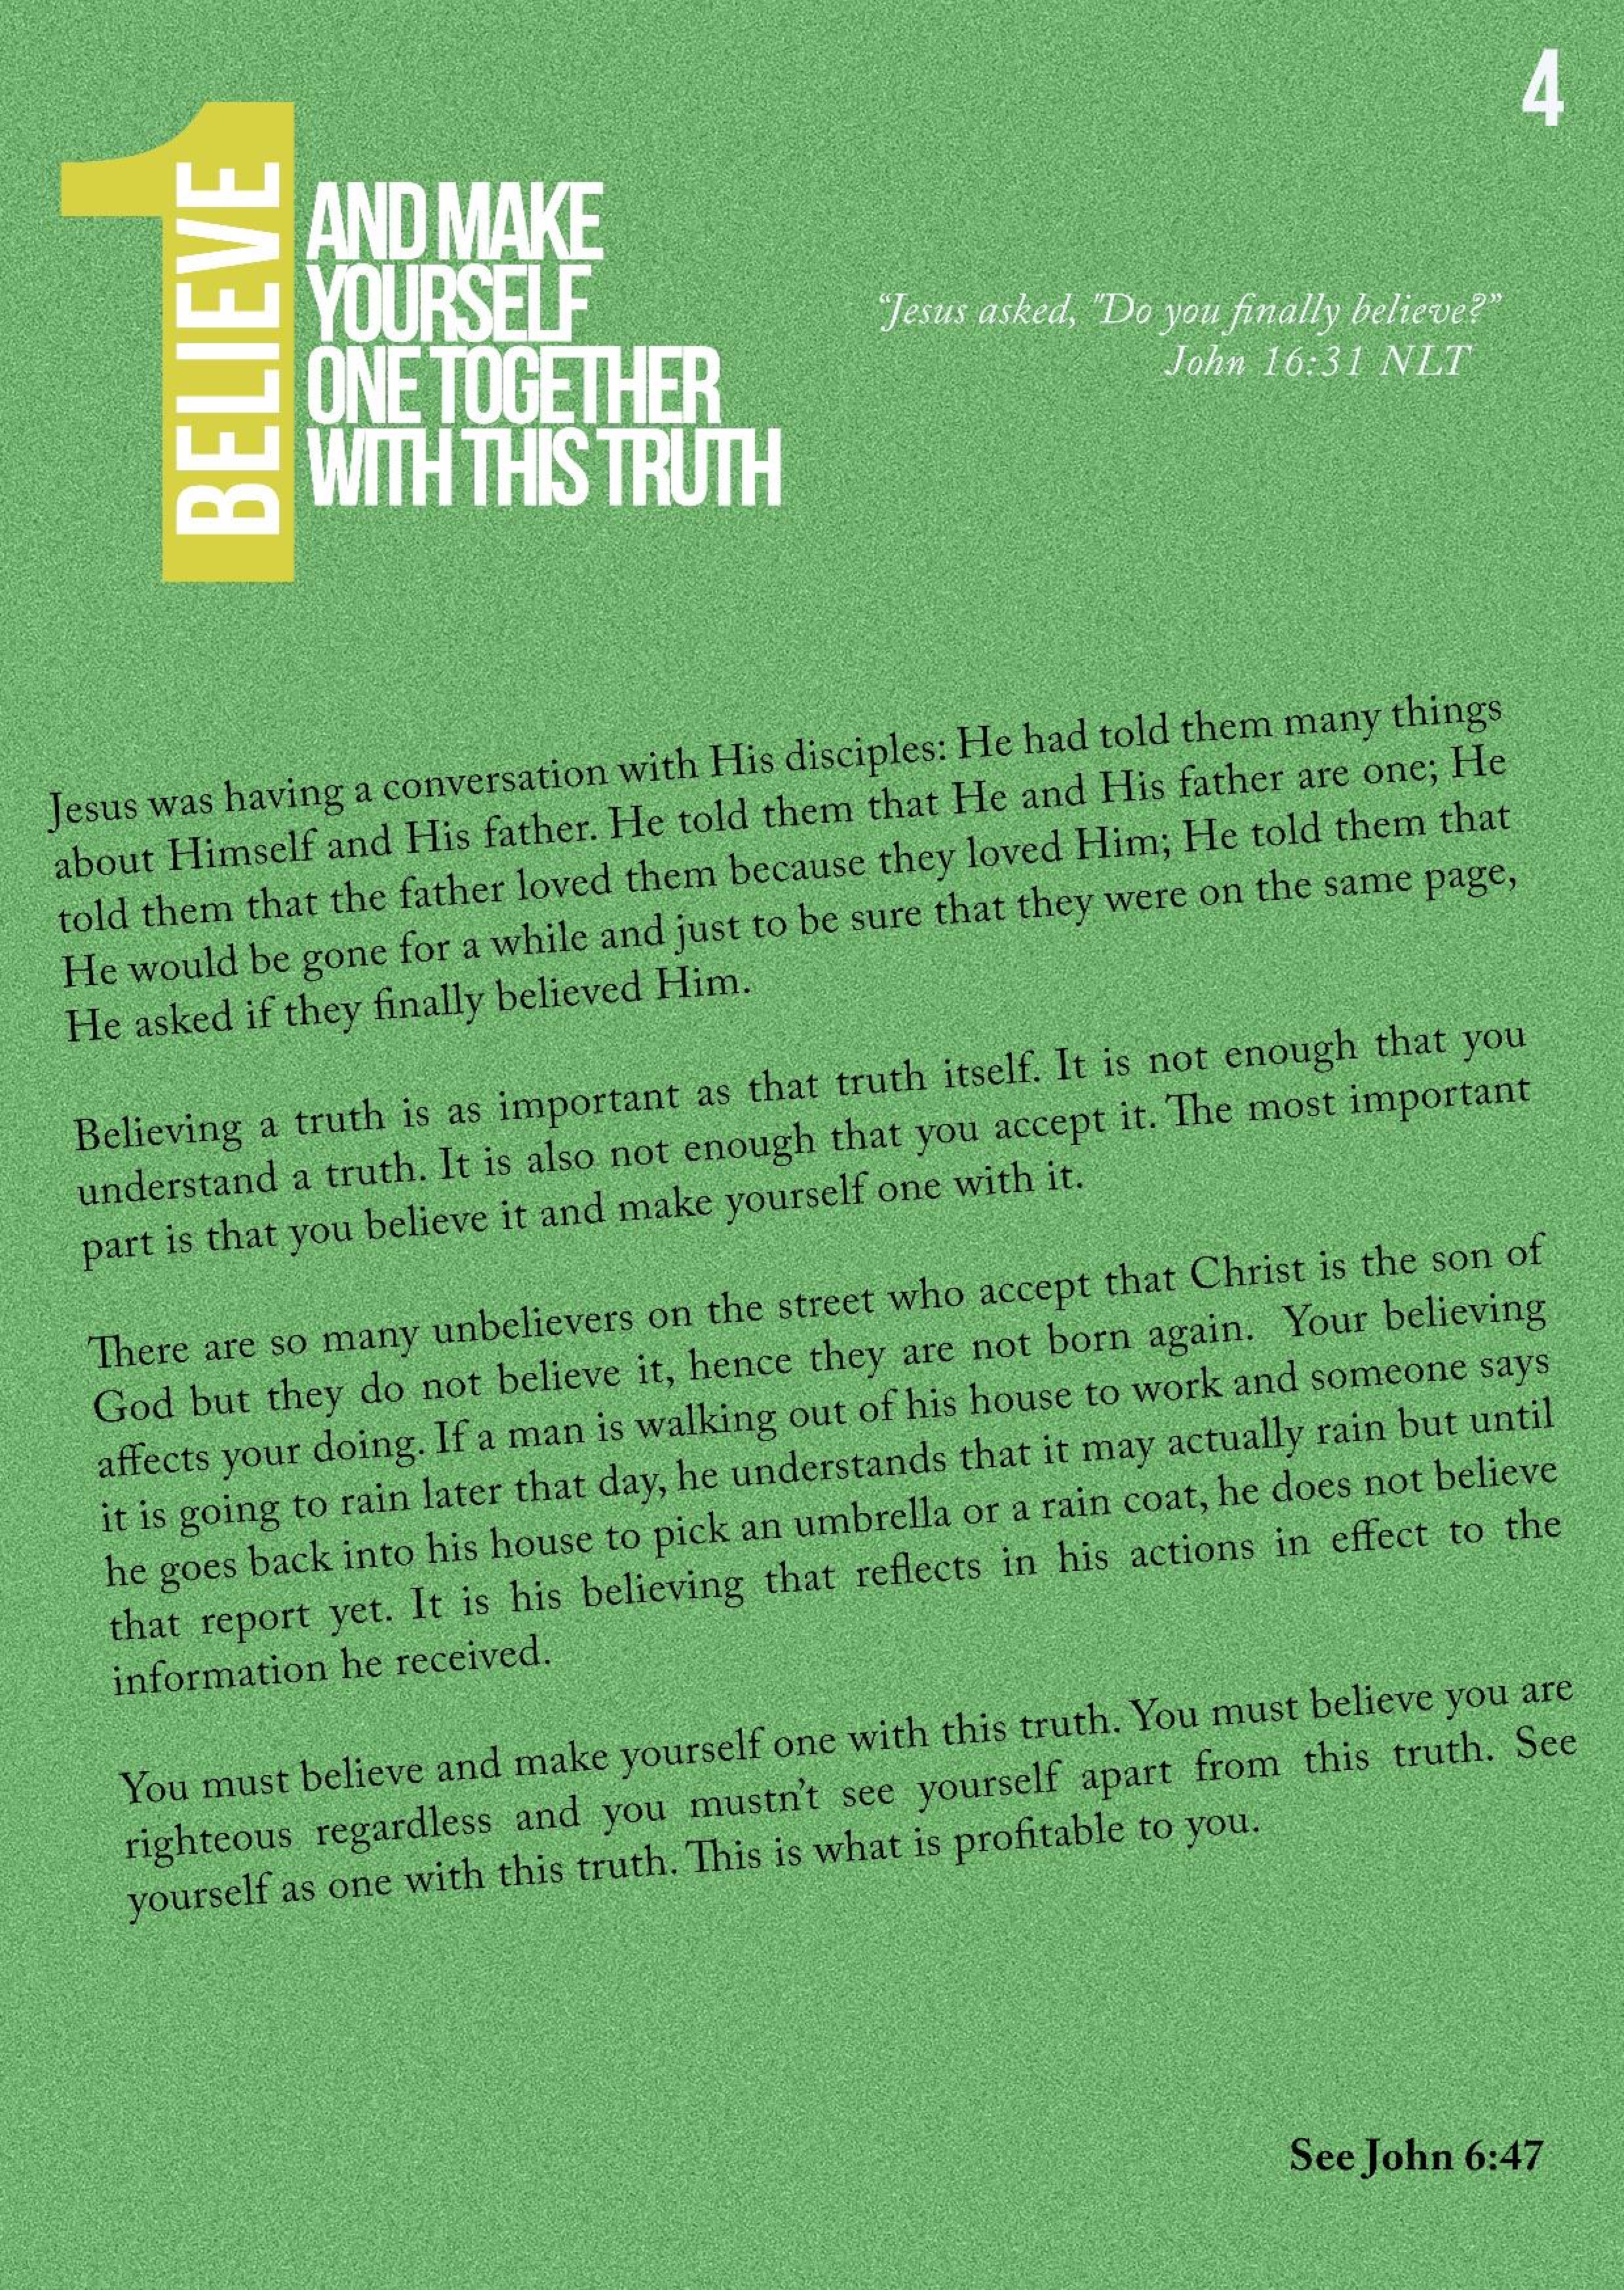 4
1
BELIEVE
AND MAKE
YOURSELF
ONE TOGETHER
WITH THIS TRUTH
“Jesus asked, "Do you finally believe?”
John 16:31 NLT
Jesus was having a conversation with His disciples: He had told them many things
about Himself and His father. He told them that He and His father are one; He
told them that the father loved them because they loved Him; He told them that
He would be gone for a while and just to be sure that they were on the same page,
He asked if they finally believed Him.
Believing a truth is as important as that truth itself. It is not enough that you
understand a truth. It is also not enough that you accept it. The most important
part is that you believe it and make yourself one with it.
There are so many unbelievers on the street who accept that Christ is the son of
God but they do not believe it, hence they are not born again. Your believing
affects your doing. If a man is walking out of his house to work and someone says
it is going to rain later that day, he understands that it may actually rain but until
he goes back into his house to pick an umbrella or a rain coat, he does not believe
that report yet. It is his believing that reflects in his actions in effect to the
information he received.
You must believe and make yourself one with this truth. You must believe you are
righteous regardless and you mustn’t see yourself apart from this truth. See
yourself as one with this truth. This is what is profitable to you.
See John 6:47